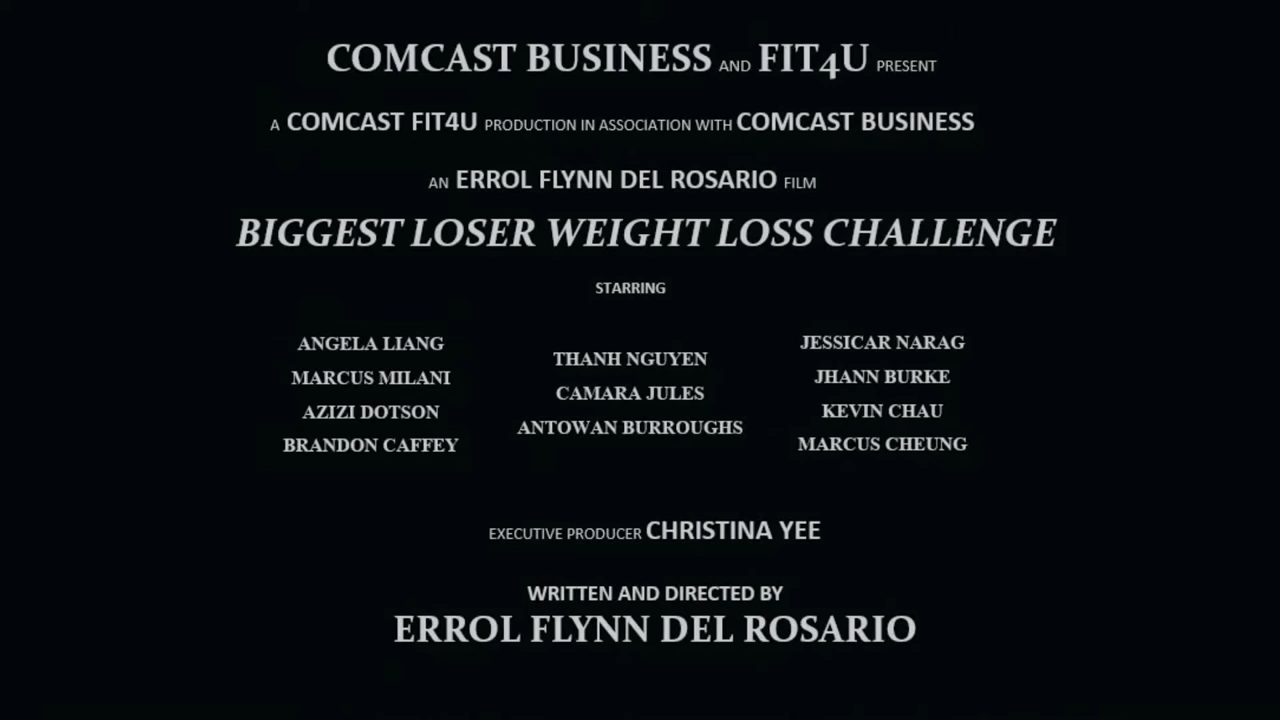 COMCAST BUSINESS AND FIT4U PRESENT
A COMCAST FIT4U PRODUCTION IN ASSOCIATION WITH COMCAST BUSINESS
AN ERROL FLYNN DEL ROSARIO FILM
BIGGEST LOSER WEIGHT LOSS CHALLENGE
STARRING
ANGELA LIANG
MARCUS MILANI
AZIZI DOTSON
BRANDON CAFFEY
THANH NGUYEN
CAMARA JULES
ANTOWAN BURROUGHS
JESSICAR NARAG
JHANN BURKE
KEVIN CHAU
MARCUS CHEUNG
EXECUTIVE PRODUCER CHRISTINA YEE
WRITTEN AND DIRECTED BY
ERROL FLYNN DEL ROSARIO